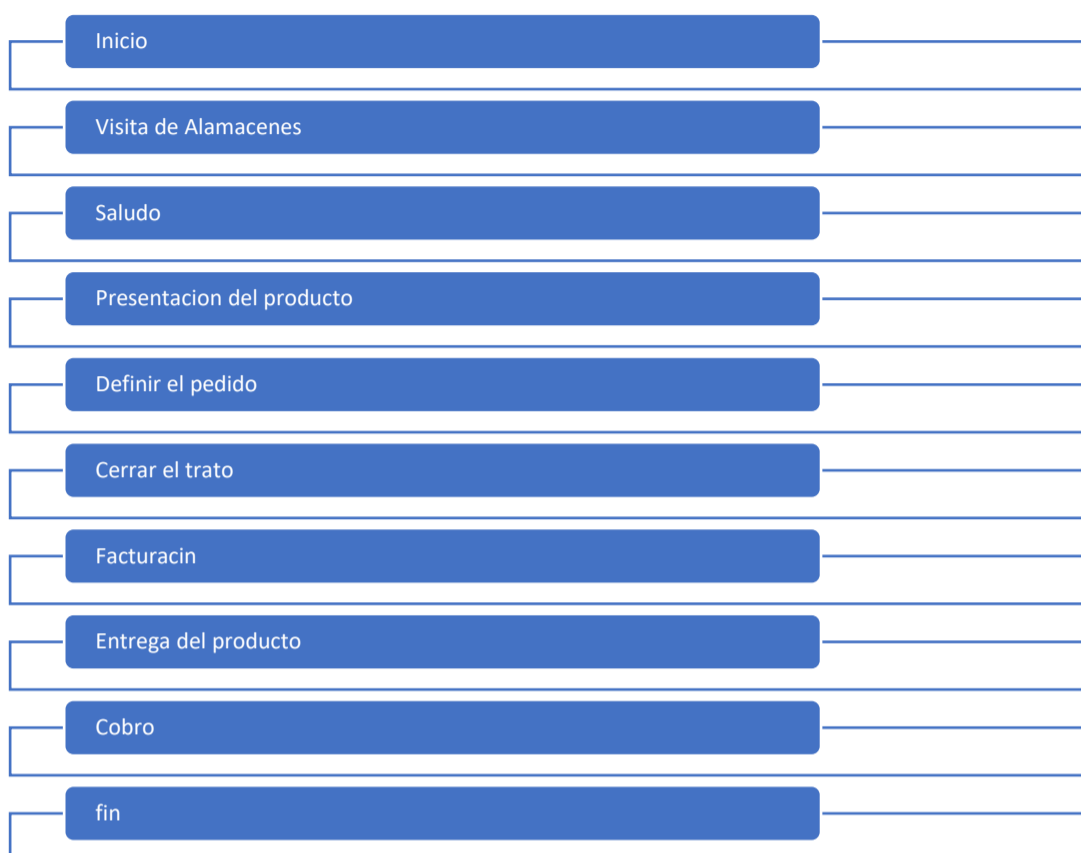 Inicio
Visita de Alamacenes
Saludo
Presentacion del producto
Definir el pedido
Cerrar el trato
Facturacin
Entrega del producto
Cobro
fin